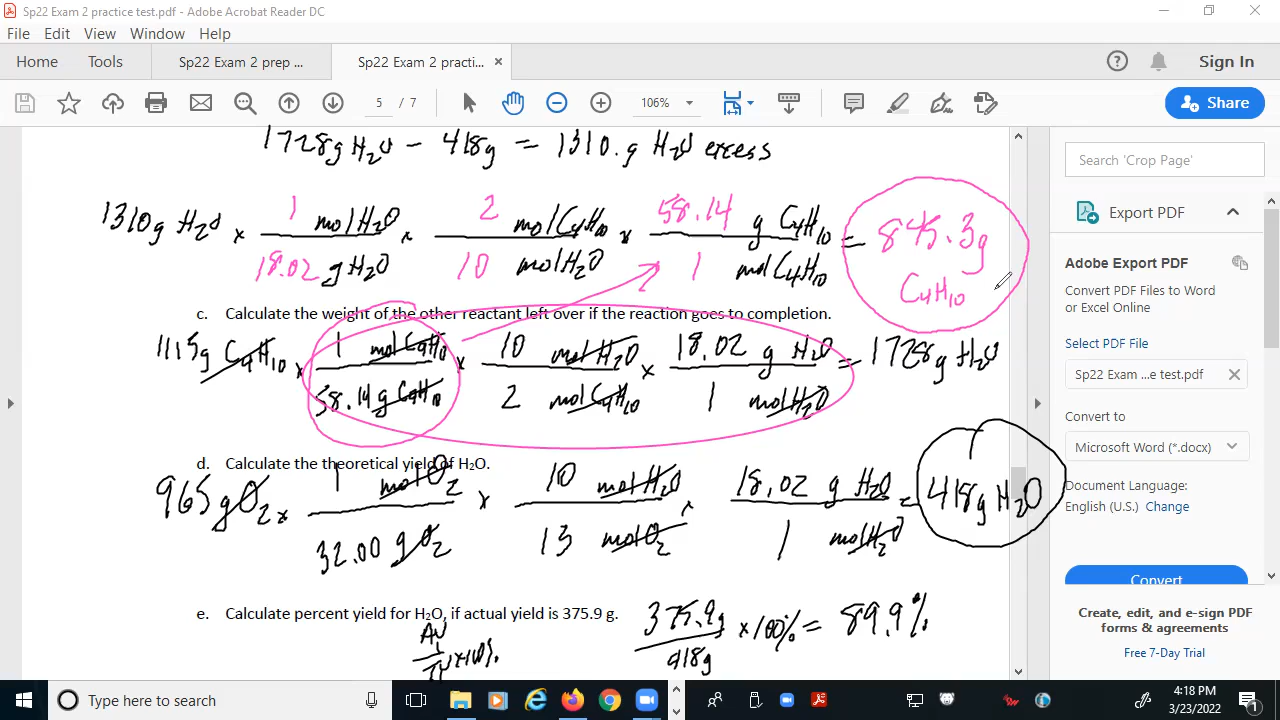 Sp22 Exam 2 practice test.pdf - Adobe Acrobat Reader DC
File Edit View Window Help
Home Tools Sp22 Exam 2 prep ... Sp22 Exam 2 practi... × Sign In
5 / 7 106% Share
1728g H₂O - 418g = 1310. g H₂O excess
1310g H₂O × 1 mol H₂O / 18.02 g H₂O × 2 mol C₄H₁₀ / 10 mol H₂O × 58.14 g C₄H₁₀ / 1 mol C₄H₁₀ = 845.3g C₄H₁₀
c. Calculate the weight of the other reactant left over if the reaction goes to completion.
1115g C₄H₁₀ × 1 mol C₄H₁₀ / 58.14 g C₄H₁₀ × 10 mol H₂O / 2 mol C₄H₁₀ × 18.02 g H₂O / 1 mol H₂O = 1728g H₂O
d. Calculate the theoretical yield of H₂O.
965g O₂ × 1 mol O₂ / 32.00 g O₂ × 10 mol H₂O / 13 mol O₂ × 18.02 g H₂O / 1 mol H₂O = 418g H₂O
e. Calculate percent yield for H₂O, if actual yield is 375.9 g.
375.9g / 418g × 100% = 89.9%
× 100%
Search 'Crop Page'
Export PDF
Adobe Export PDF
Convert PDF Files to Word
or Excel Online
Select PDF File
Sp22 Exam ...e test.pdf ×
Convert to
Microsoft Word (*.docx)
Document Language:
English (U.S.) Change
Convert
Create, edit, and e-sign PDF
forms & agreements
Free 7-Day Trial
Type here to search
4:18 PM
3/23/2022
1